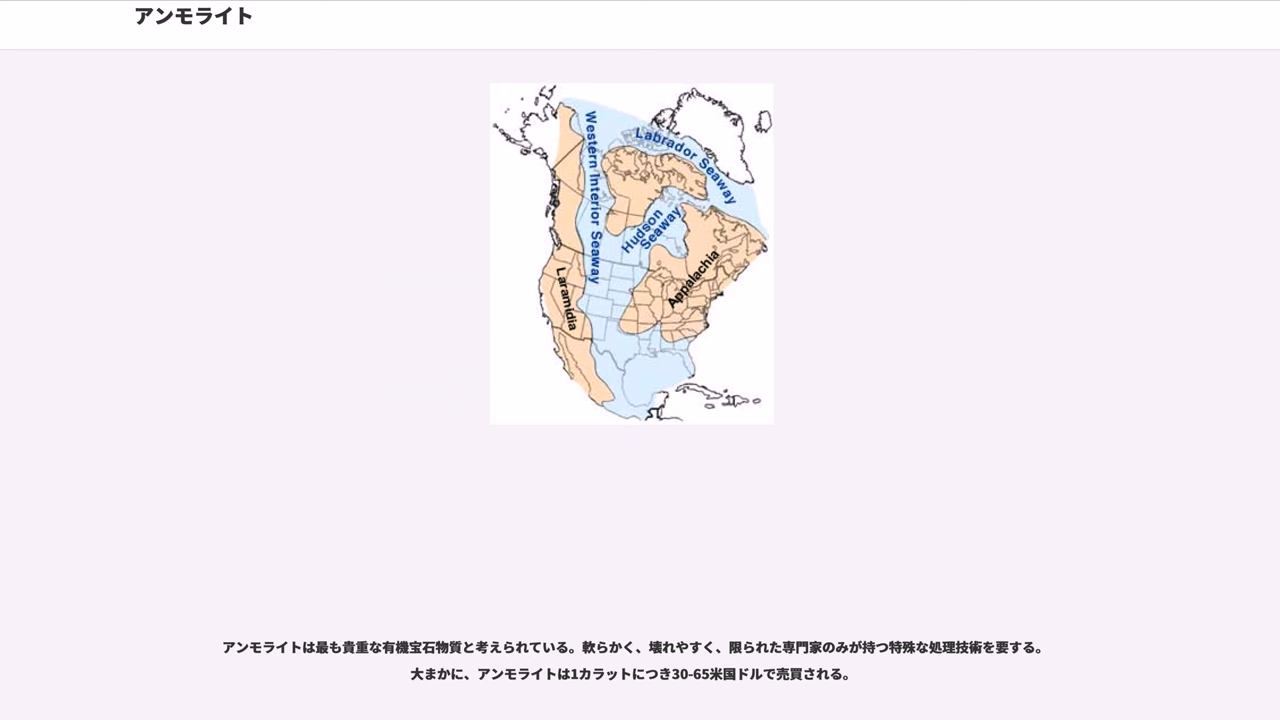 アンモライト
Labrador Seaway
Western Interior Seaway
Hudson
Seaway
Appalachia
Laramidia
アンモライトは最も貴重な有機宝石物質と考えられている。軟らかく、壊れやすく、限られた専門家のみが持つ特殊な処理技術を要する。
大まかに、アンモライトは1カラットにつき30-65米国ドルで売買される。